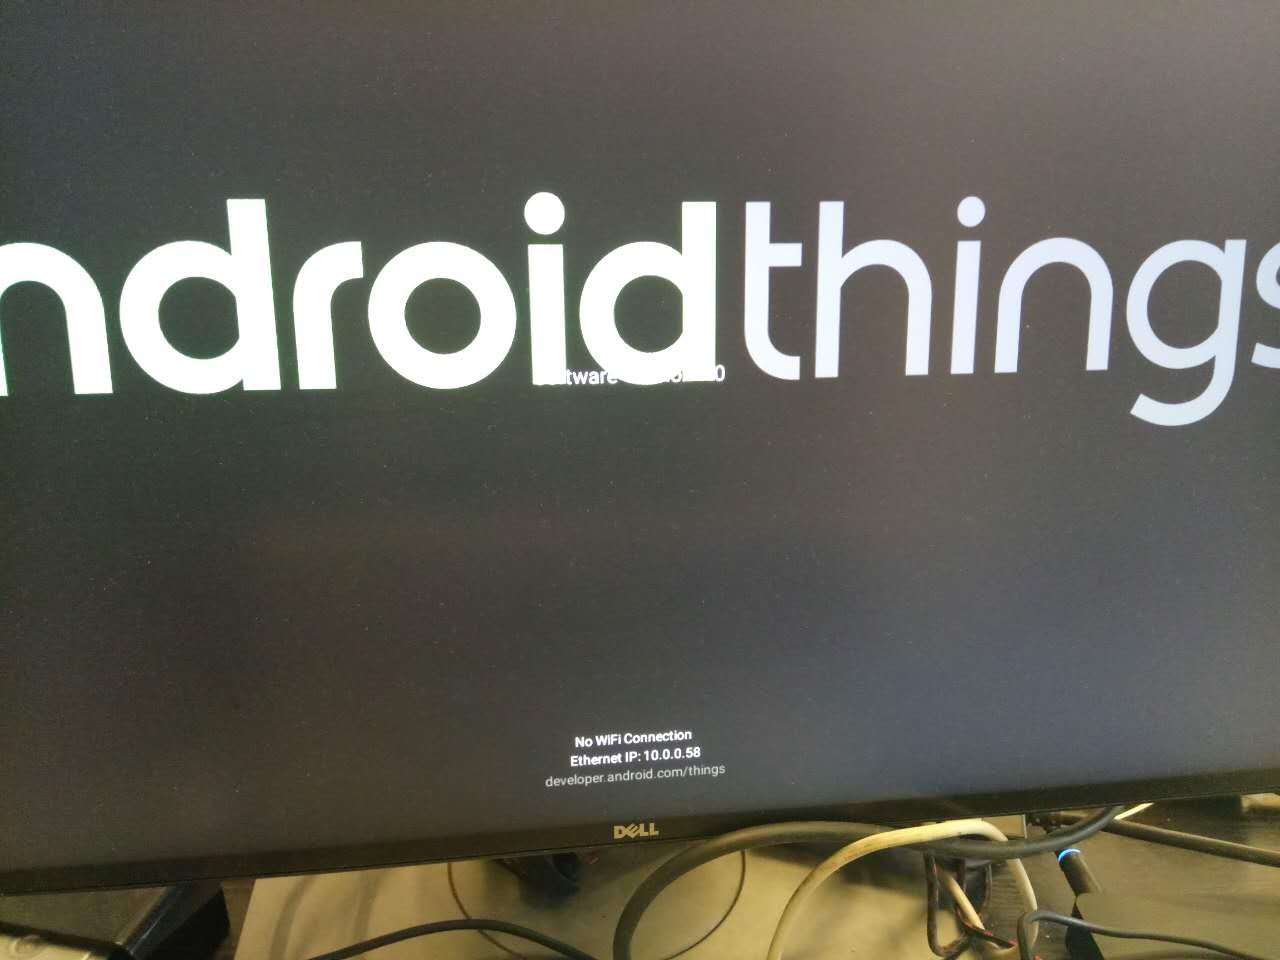 ndroidthings
No WiFi Connection
Ethernet IP: 10.0.0.58
developer.android.com/things
DELL